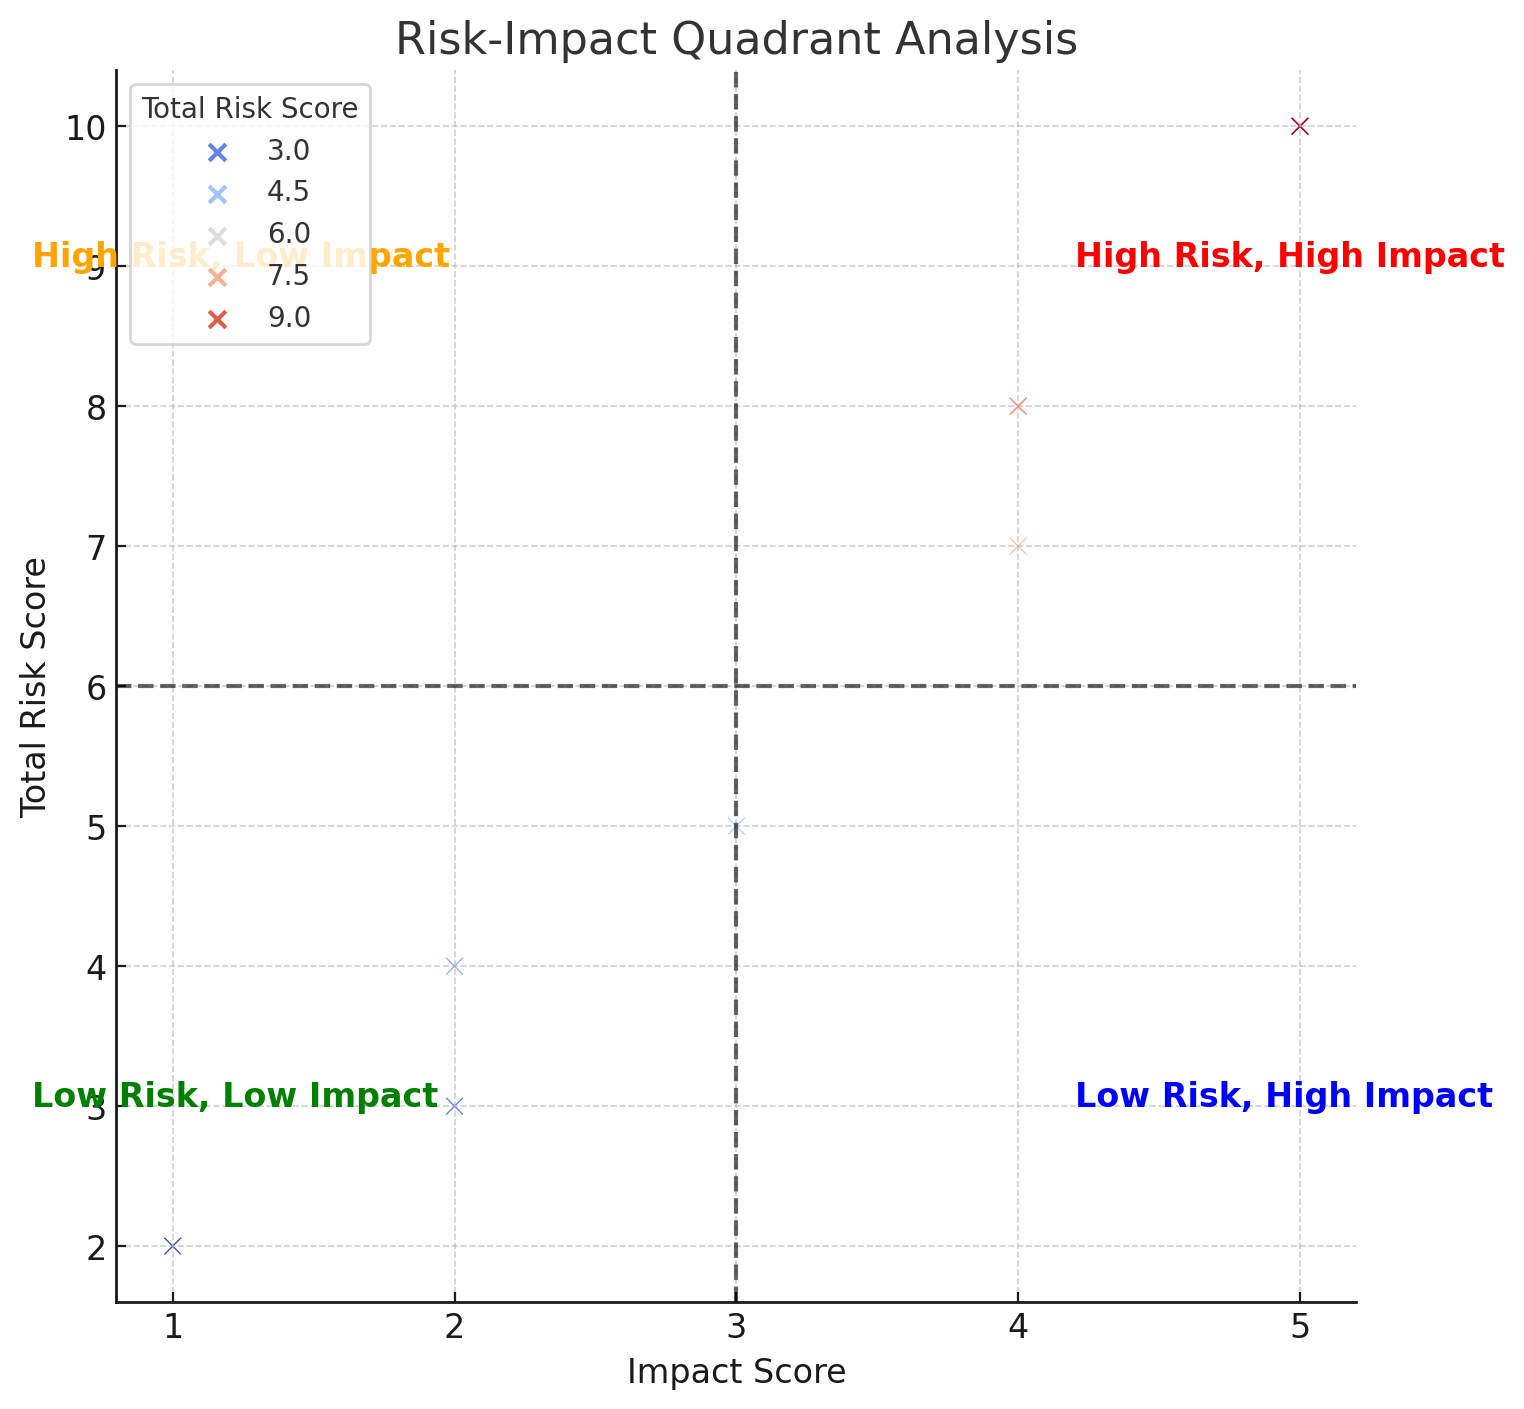 Risk-Impact Quadrant Analysis
Total Risk Score
3.0
4.5
6.0
7.5
9.0
High Risk, Low Impact
High Risk, High Impact
Low Risk, Low Impact
Low Risk, High Impact
Total Risk Score
10
9
8
7
6
5
4
3
2
1 2 3 4 5
Impact Score